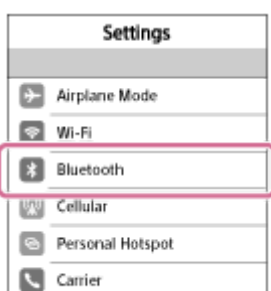 Settings
Airplane Mode
Wi-Fi
Bluetooth
Cellular
Personal Hotspot
Carrier